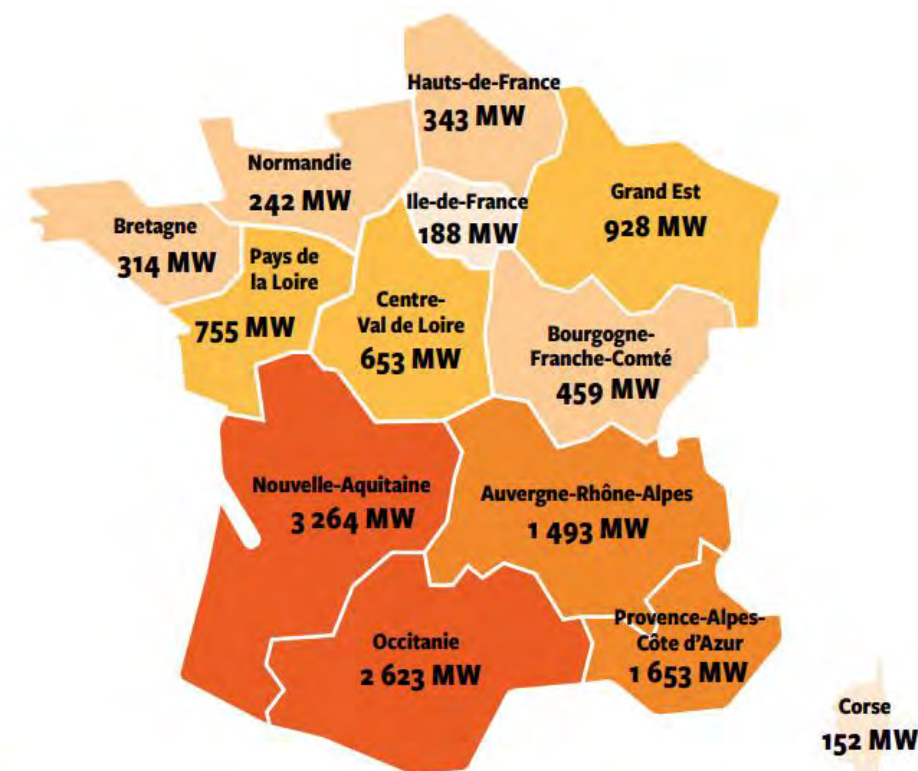 Hauts-de-France
343 MW
Normandie
242 MW
Ile-de-France
188 MW
Grand Est
928 MW
Bretagne
314 MW
Pays de
la Loire
755 MW
Centre-
Val de Loire
653 MW
Bourgogne-
Franche-Comté
459 MW
Nouvelle-Aquitaine
3 264 MW
Auvergne-Rhône-Alpes
1 493 MW
Occitanie
2 623 MW
Provence-Alpes-
Côte d'Azur
1 653 MW
Corse
152 MW